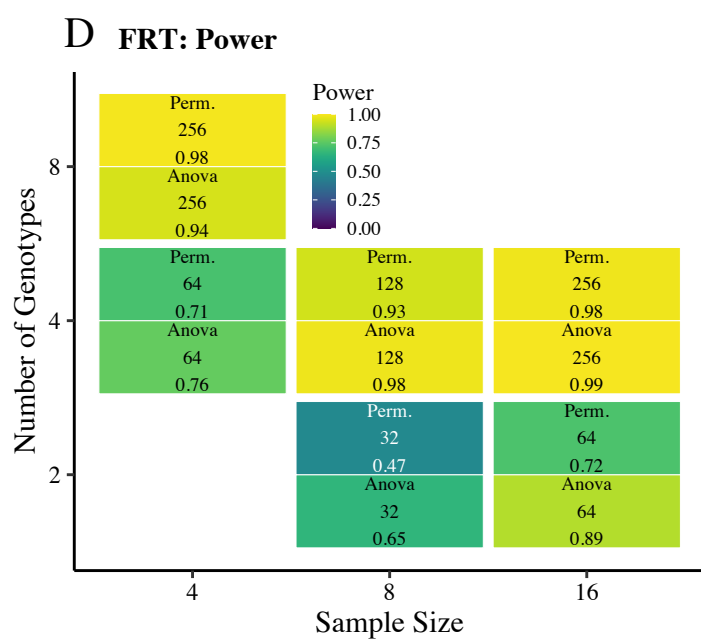 D FRT: Power
Power
1.00
0.75
0.50
0.25
0.00
Number of Genotypes
8
4
2
Perm.
256
0.98
Anova
256
0.94
Perm.
64
0.71
Anova
64
0.76
Perm.
128
0.93
Anova
128
0.98
Perm.
256
0.98
Anova
256
0.99
Perm.
32
0.47
Anova
32
0.65
Perm.
64
0.72
Anova
64
0.89
4
8
16
Sample Size